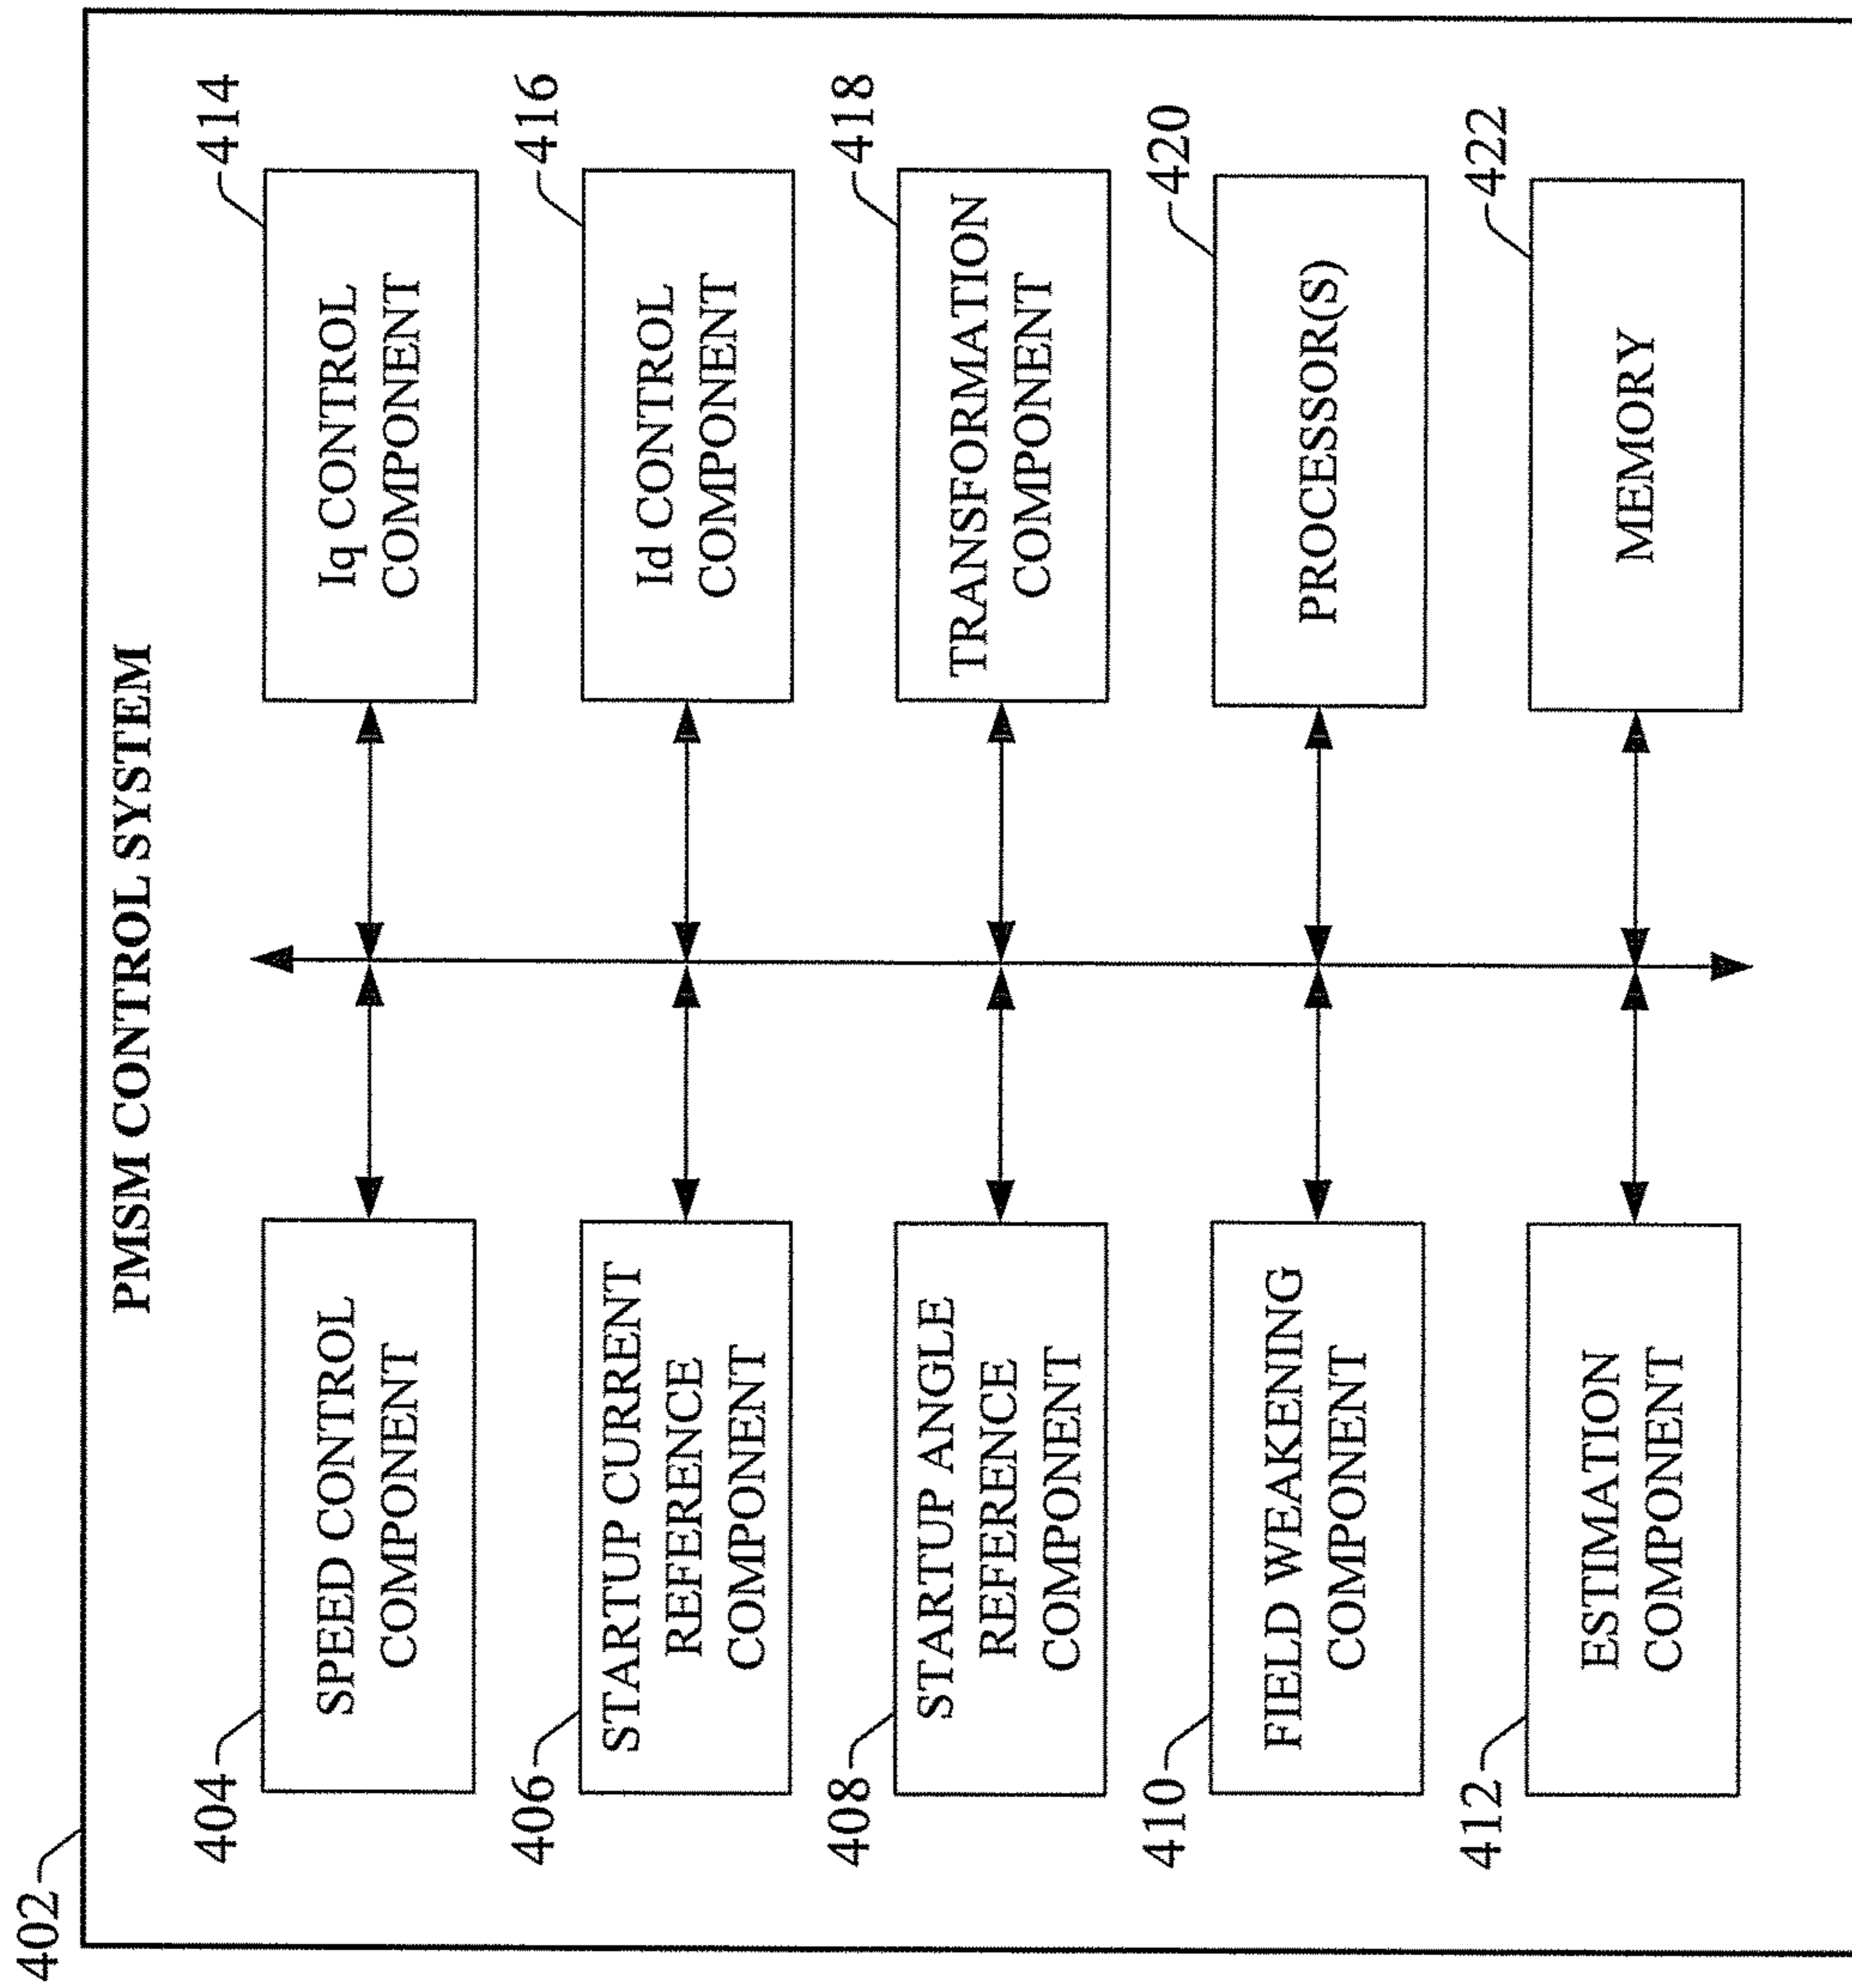 402
PMSM CONTROL SYSTEM
404
SPEED CONTROL
COMPONENT
406
STARTUP CURRENT
REFERENCE
COMPONENT
408
STARTUP ANGLE
REFERENCE
COMPONENT
410
FIELD WEAKENING
COMPONENT
412
ESTIMATION
COMPONENT
414
Iq CONTROL
COMPONENT
416
Id CONTROL
COMPONENT
418
TRANSFORMATION
COMPONENT
420
PROCESSOR(S)
422
MEMORY